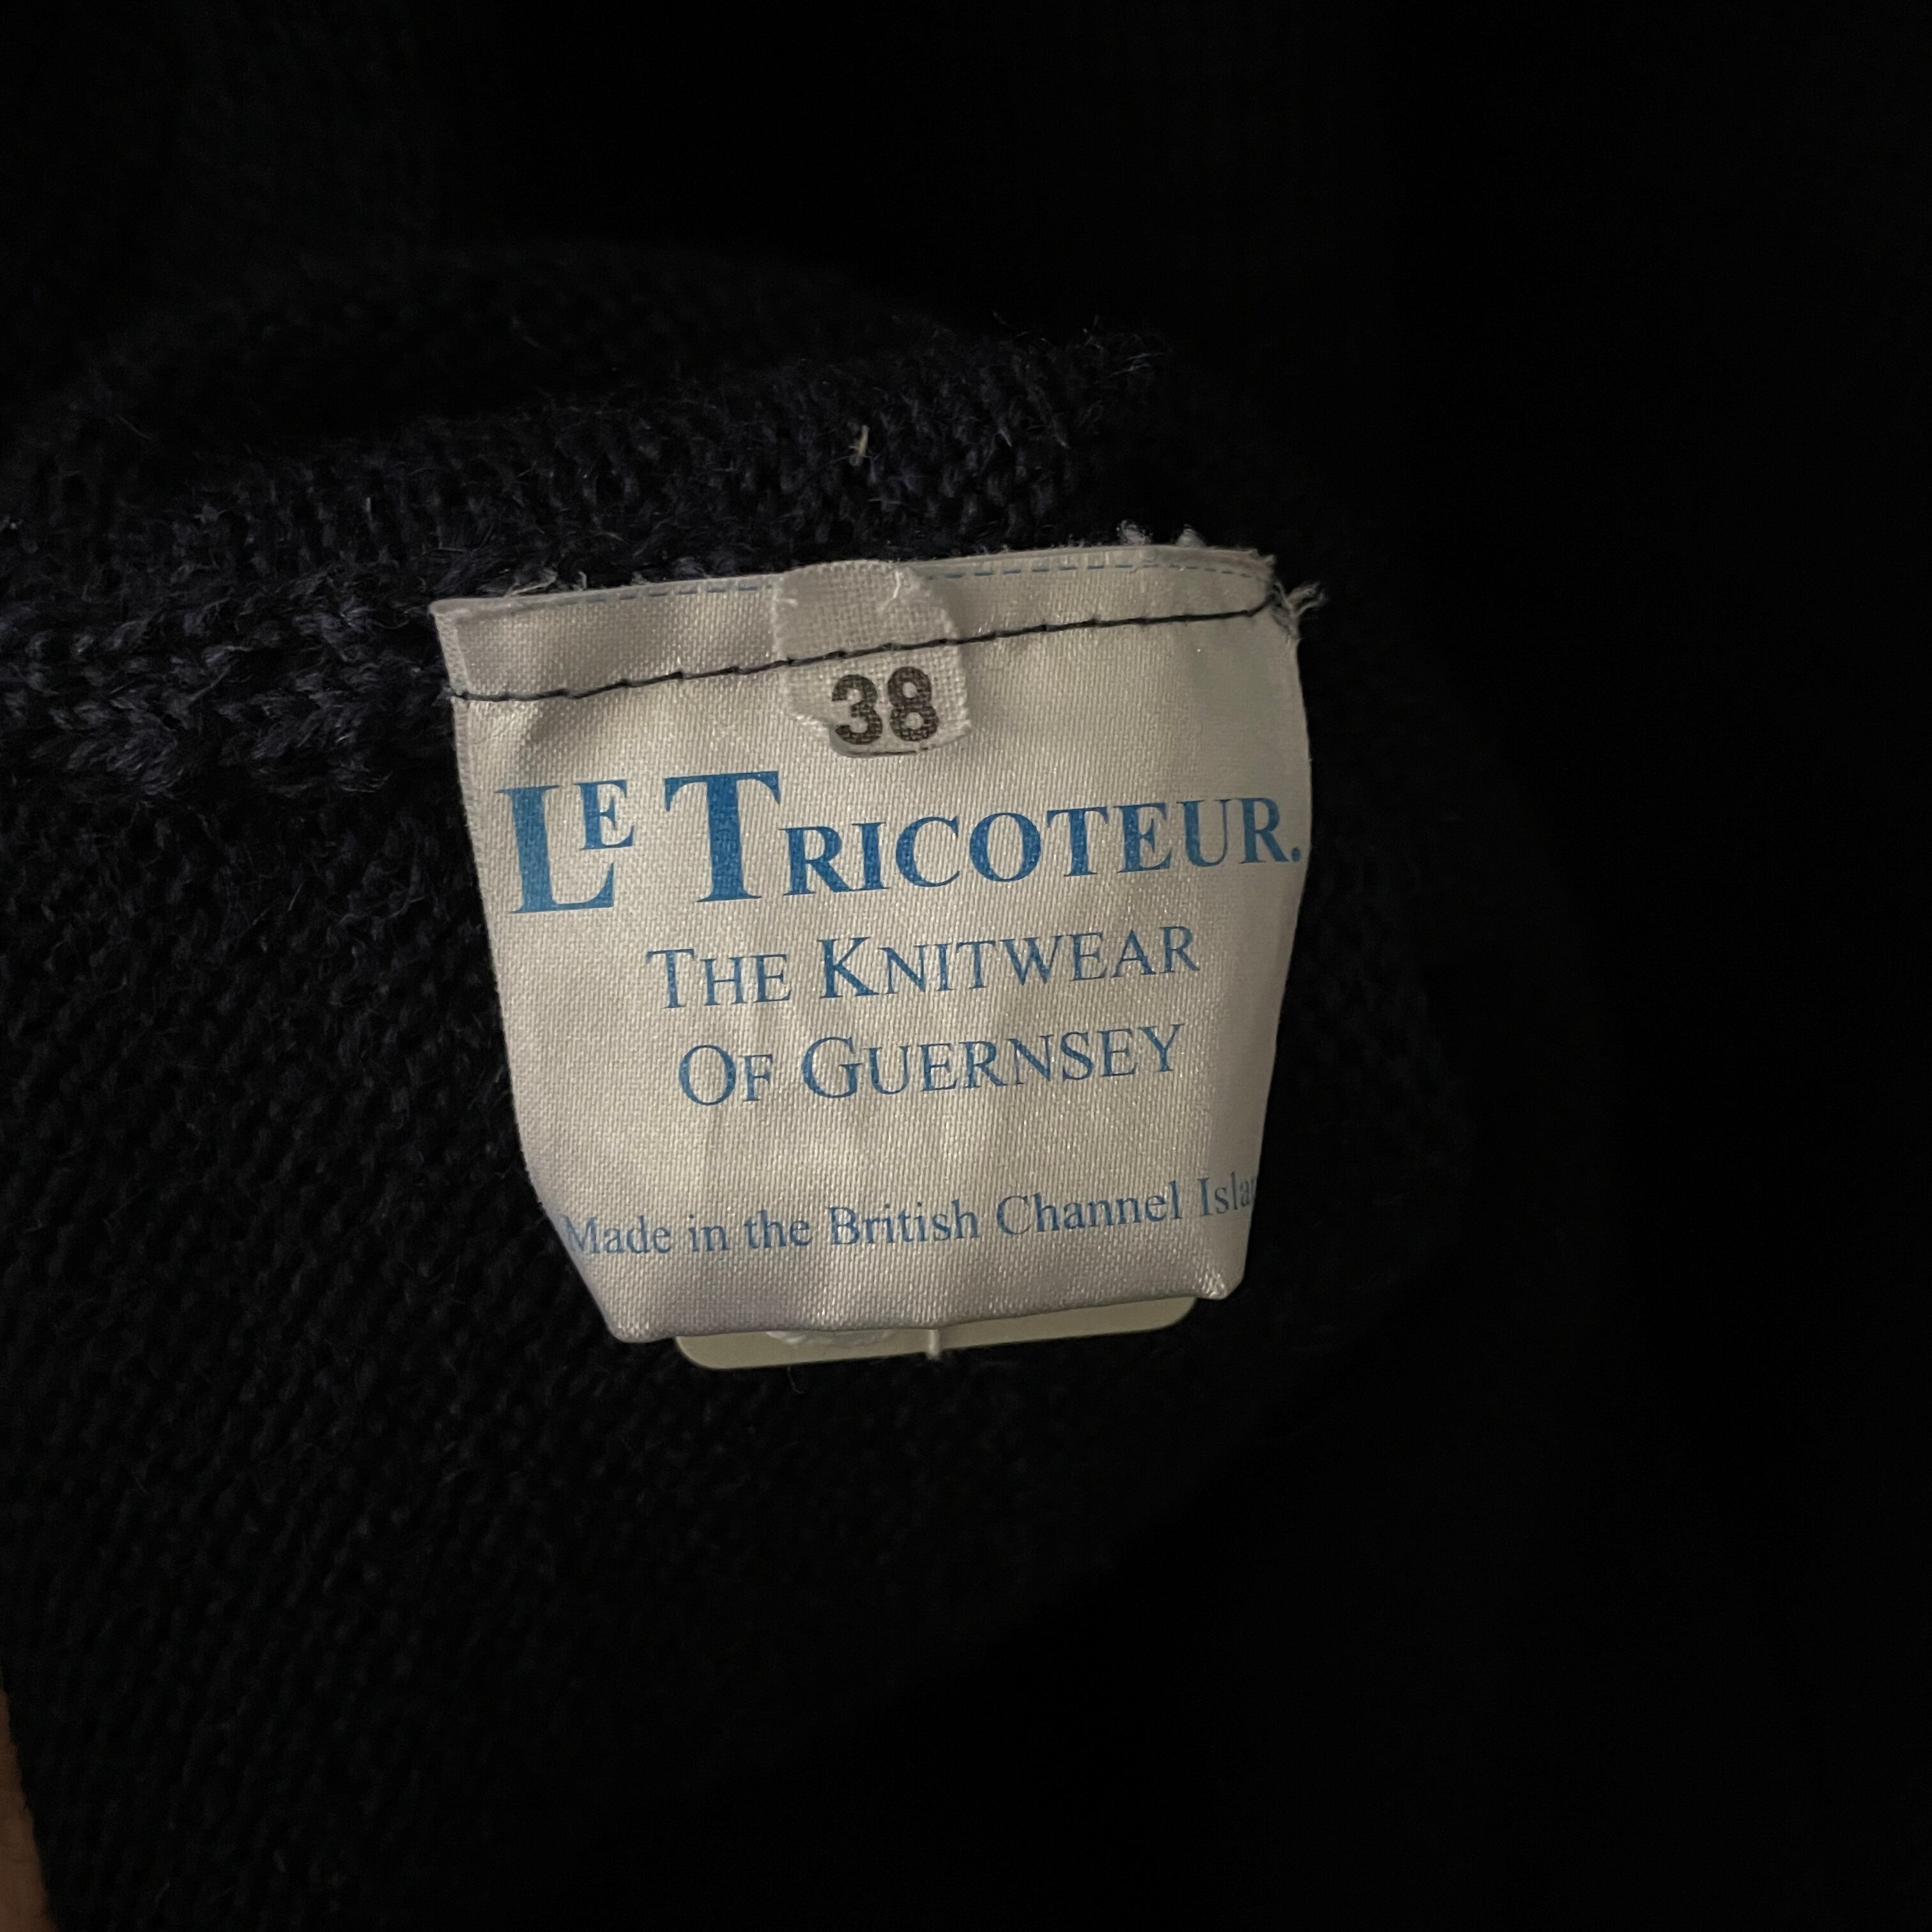 38
LE TRICOTEUR.
THE KNITWEAR
OF GUERNSEY
Made in the British Channel